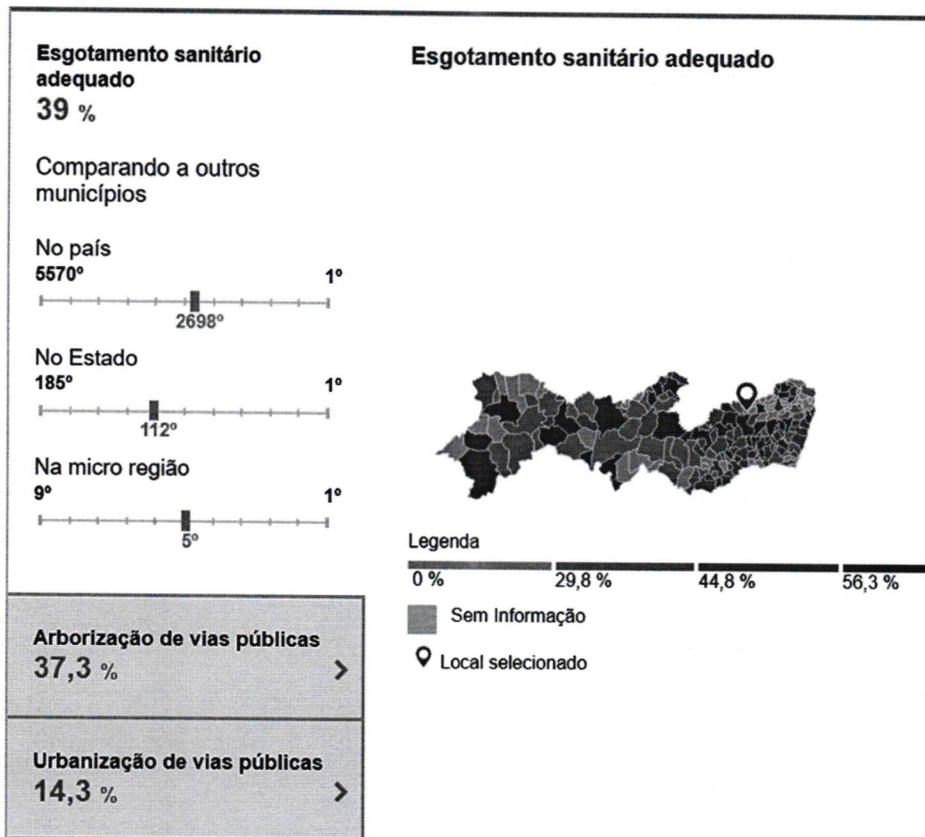 Esgotamento sanitário
adequado
39 %
Comparando a outros
municípios
No país
5570º 1º
2698º
No Estado
185º 1º
112º
Na micro região
9º 1º
5º
Arborização de vias públicas
37,3 %
Urbanização de vias públicas
14,3 %
Esgotamento sanitário adequado
Legenda
0 % 29,8 % 44,8 % 56,3 %
Sem Informação
Local selecionado